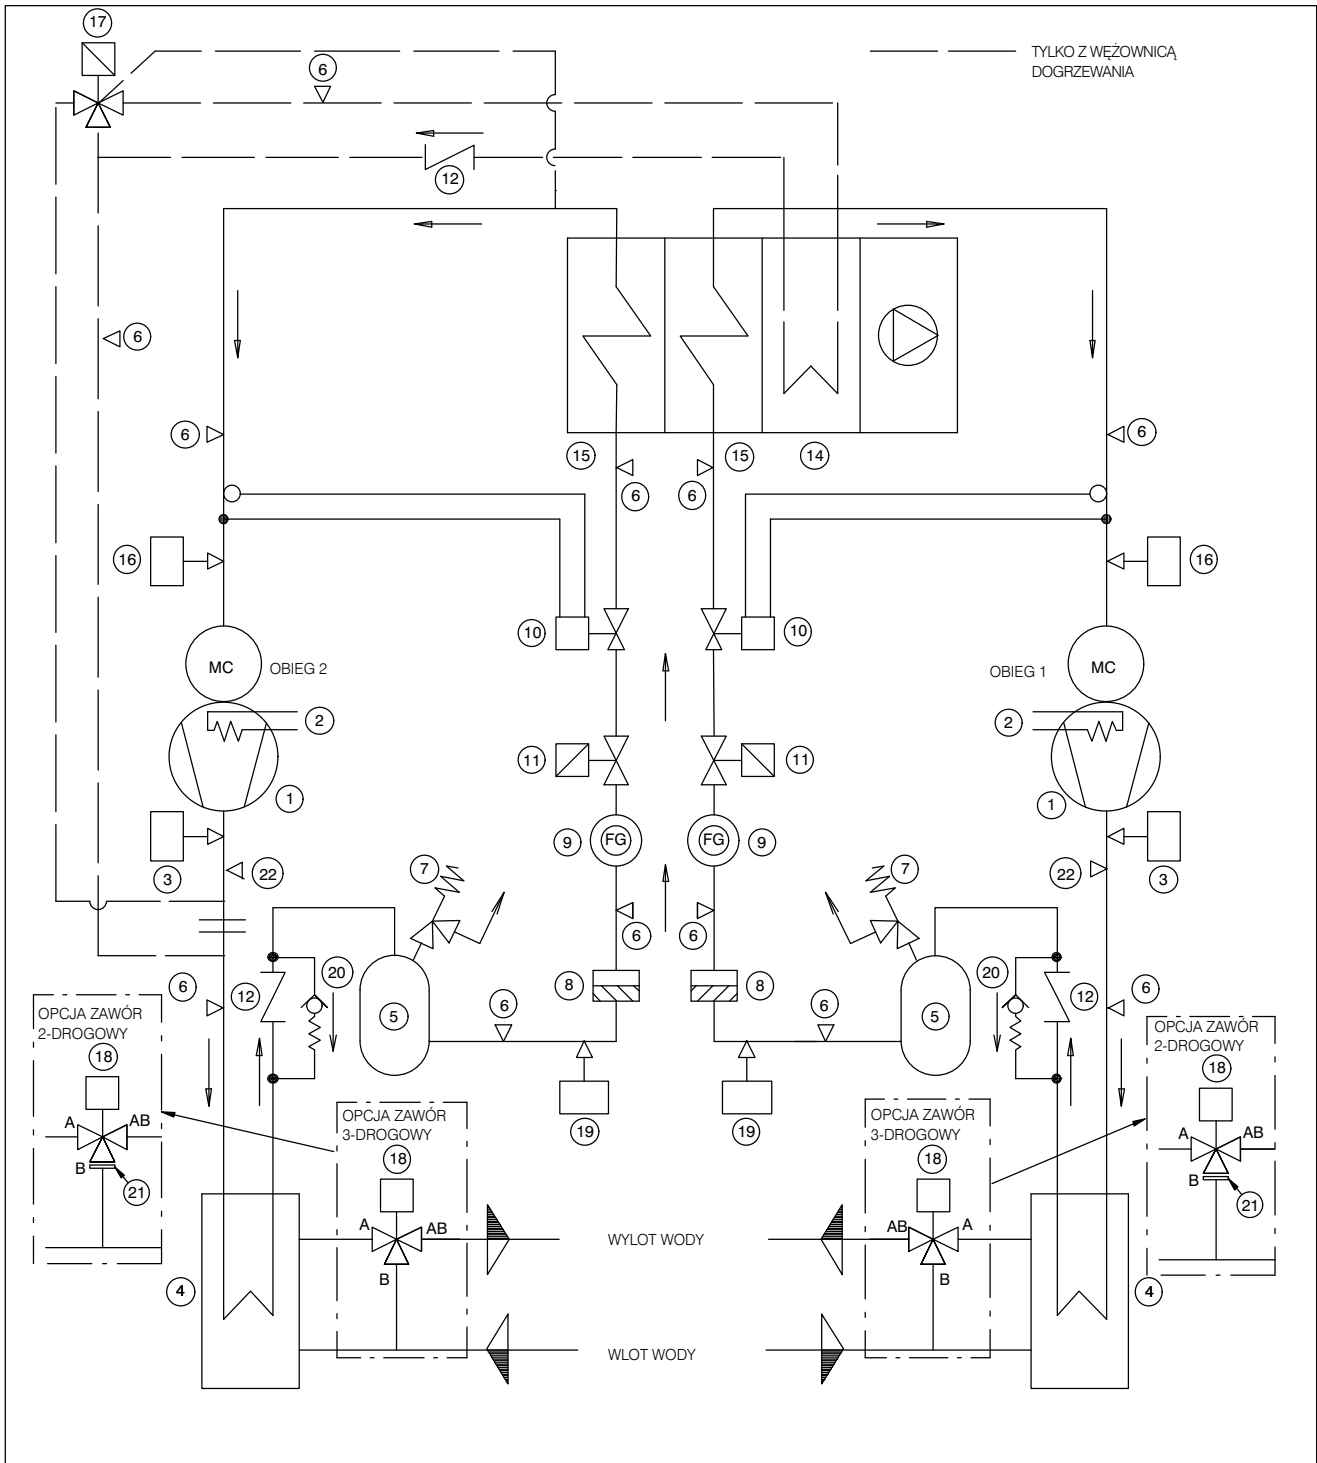 17
6
TYLKO Z WĘŻOWNICĄ
DOGRZEWANIA
12
6
6
15
15
14
6
6
6
16
16
10
10
MC
OBIEG 2
OBIEG 1
MC
2
2
11
11
1
1
9
FG
FG
9
3
22
7
7
22
3
6
6
6
12
20
8
8
20
12
6
5
6
6
5
OPCJA ZAWÓR
2-DROGOWY
18
A
AB
B
21
OPCJA ZAWÓR
3-DROGOWY
18
A
AB
B
19
19
OPCJA ZAWÓR
3-DROGOWY
18
AB
A
B
OPCJA ZAWÓR
2-DROGOWY
18
A
AB
B
21
WYLOT WODY
4
4
WLOT WODY